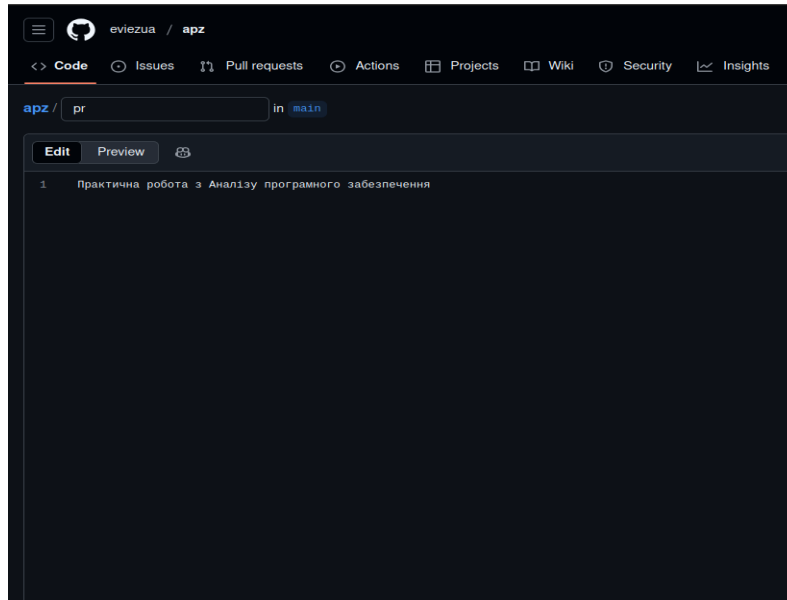 eviezua / apz
<> Code Issues Pull requests Actions Projects Wiki Security Insights
apz / pr in main
Edit Preview
1 Практична робота з Аналізу програмного забезпечення